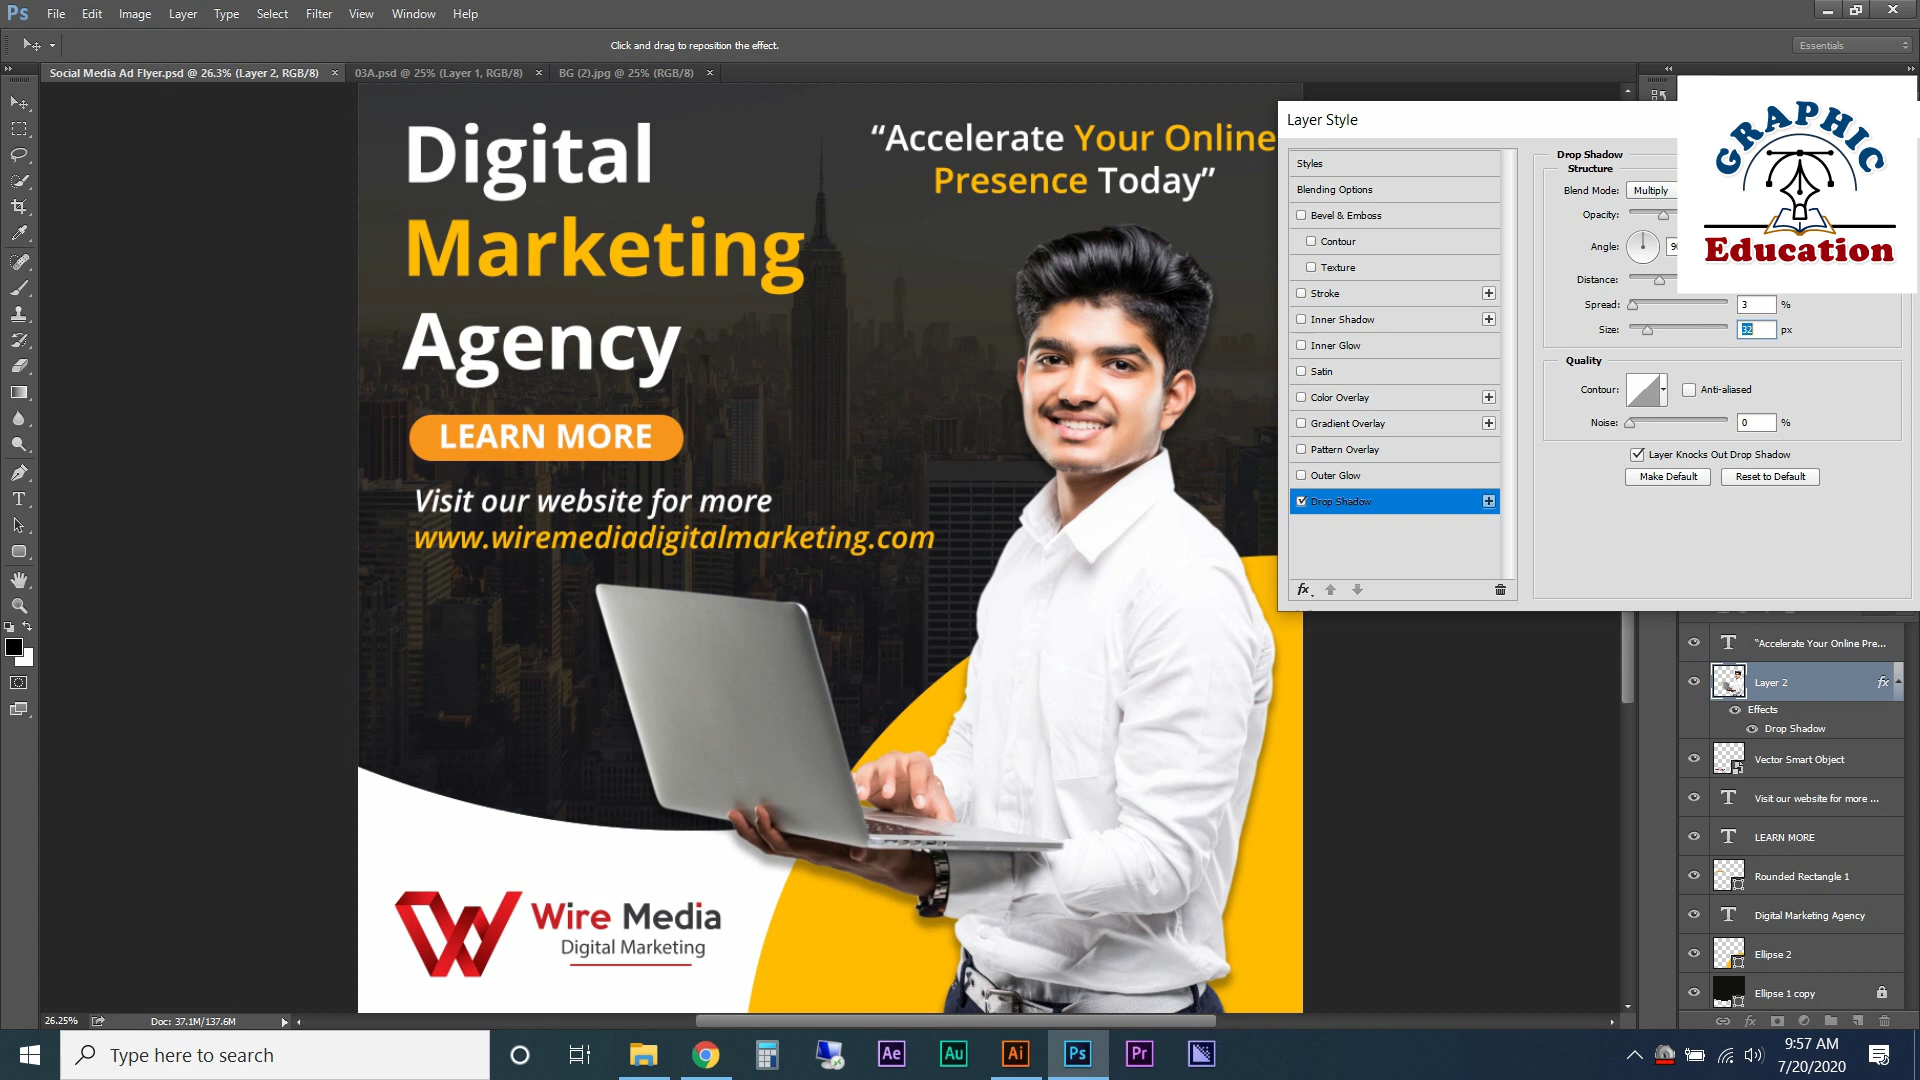 Ps File Edit Image Layer Type Select Filter View Window Help
Click and drag to reposition the effect.
Essentials
Social Media Ad Flyer.psd @ 26.3% (Layer 2, RGB/8) × 03A.psd @ 25% (Layer 1, RGB/8) × BG (2).jpg @ 25% (RGB/8) ×
Digital
Marketing
Agency
LEARN MORE
Visit our website for more
www.wiremediadigitalmarketing.com
“Accelerate Your Online
Presence Today”
Wire Media
Digital Marketing
Layer Style
Styles
Blending Options
Bevel & Emboss
Contour
Texture
Stroke
Inner Shadow
Inner Glow
Satin
Color Overlay
Gradient Overlay
Pattern Overlay
Outer Glow
Drop Shadow
fx
Drop Shadow
Structure
Blend Mode: Multiply
Opacity:
Angle:
Distance:
Spread: 3 %
Size: 32 px
Quality
Contour: Anti-aliased
Noise: 0 %
Layer Knocks Out Drop Shadow
Make Default Reset to Default
GRAPHIC
Education
T “Accelerate Your Online Pre...
Layer 2 fx
Effects
Drop Shadow
Vector Smart Object
T Visit our website for more ...
T LEARN MORE
Rounded Rectangle 1
T Digital Marketing Agency
Ellipse 2
Ellipse 1 copy
26.25% Doc: 37.1M/137.6M
Type here to search
Ae Au Ai Ps Pr
9:57 AM
7/20/2020